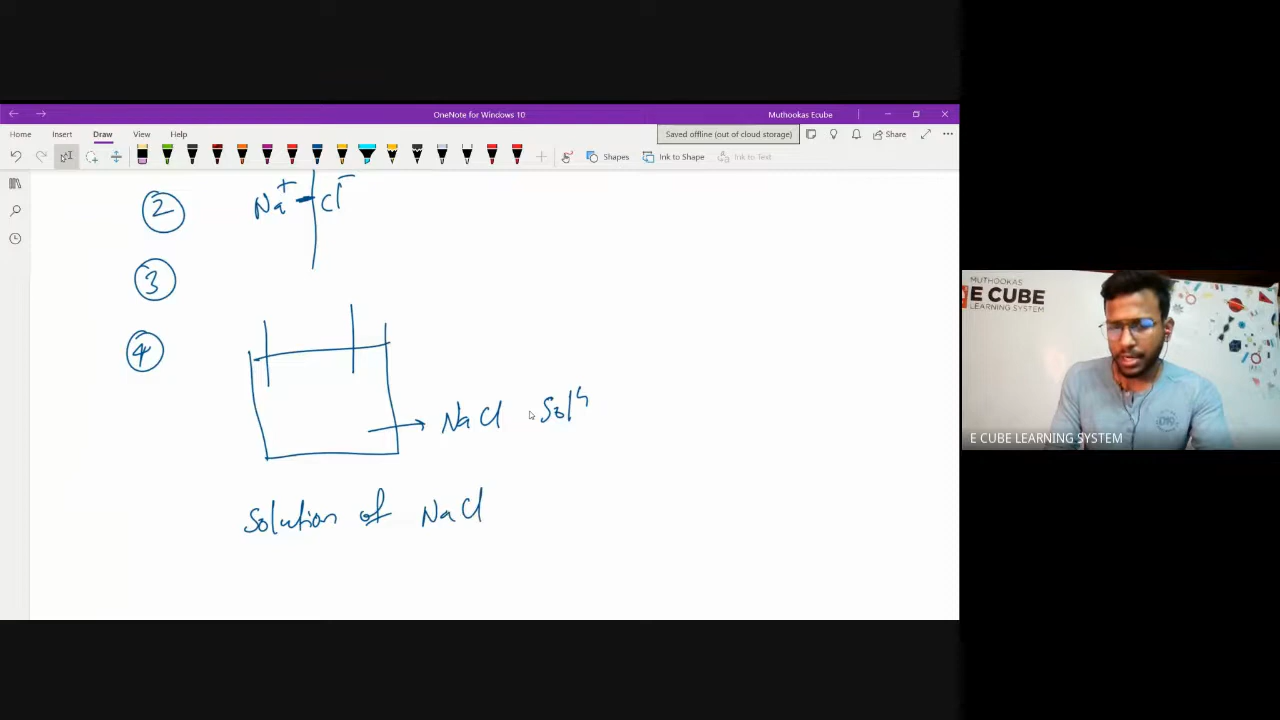 OneNote for Windows 10
Muthookas Ecube
Home Insert Draw View Help
Saved offline (out of cloud storage)
Share
Shapes
Ink to Shape
Ink to Text
2 Na+ Cl-
3
4
NaCl Soln
Solution of NaCl
MUTHOOKAS
E CUBE
LEARNING SYSTEM
E CUBE LEARNING SYSTEM